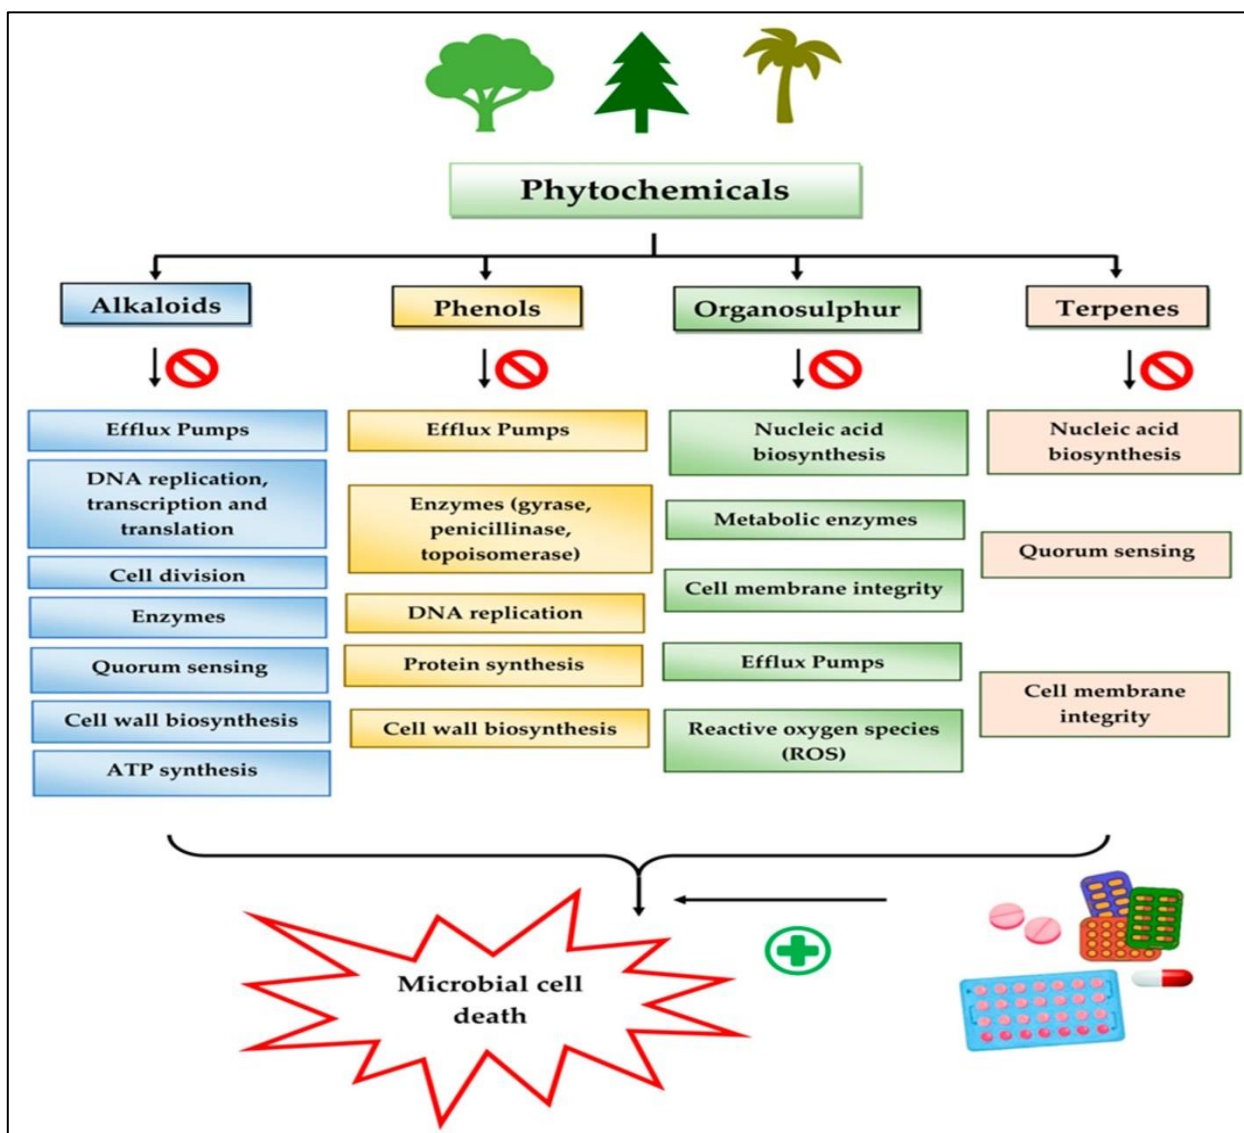 Phytochemicals
Alkaloids
Phenols
Organosulphur
Terpenes
Efflux Pumps
DNA replication,
transcription and
translation
Cell division
Enzymes
Quorum sensing
Cell wall biosynthesis
ATP synthesis
Efflux Pumps
Enzymes (gyrase,
penicillinase,
topoisomerase)
DNA replication
Protein synthesis
Cell wall biosynthesis
Nucleic acid
biosynthesis
Metabolic enzymes
Cell membrane integrity
Efflux Pumps
Reactive oxygen species
(ROS)
Nucleic acid
biosynthesis
Quorum sensing
Cell membrane
integrity
Microbial cell
death